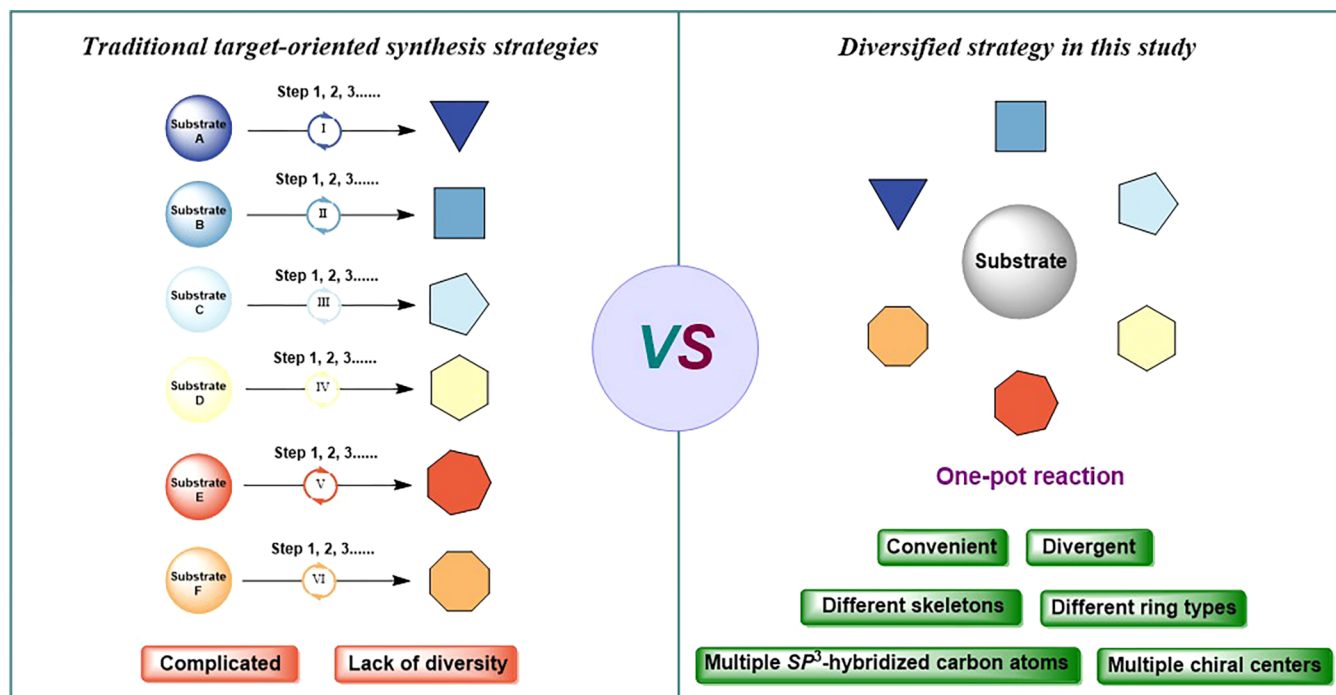 Traditional target-oriented synthesis strategies
Step 1, 2, 3......
Substrate
A
I
Step 1, 2, 3......
Substrate
B
II
Step 1, 2, 3......
Substrate
C
III
Step 1, 2, 3......
Substrate
D
IV
Step 1, 2, 3......
Substrate
E
V
Step 1, 2, 3......
Substrate
F
VI
Complicated
Lack of diversity
VS
Diversified strategy in this study
Substrate
One-pot reaction
Convenient
Divergent
Different skeletons
Different ring types
Multiple SP³-hybridized carbon atoms
Multiple chiral centers